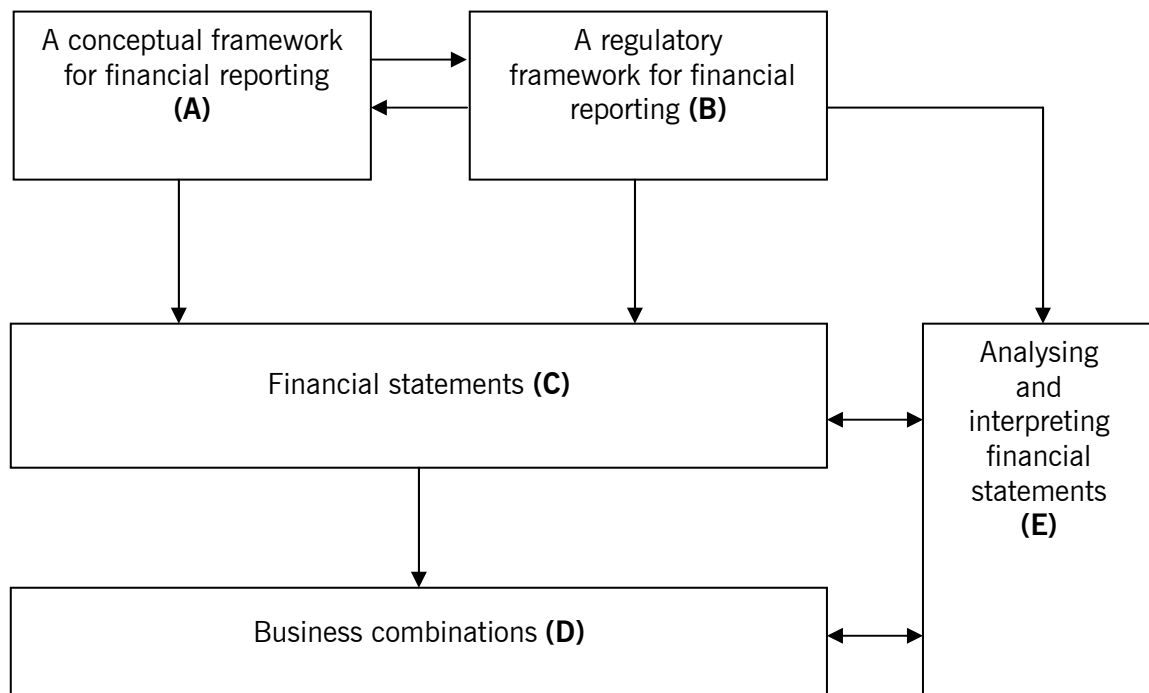 A conceptual framework
for financial reporting
(A)
A regulatory
framework for financial
reporting (B)
Financial statements (C)
Analysing
and
interpreting
financial
statements
(E)
Business combinations (D)